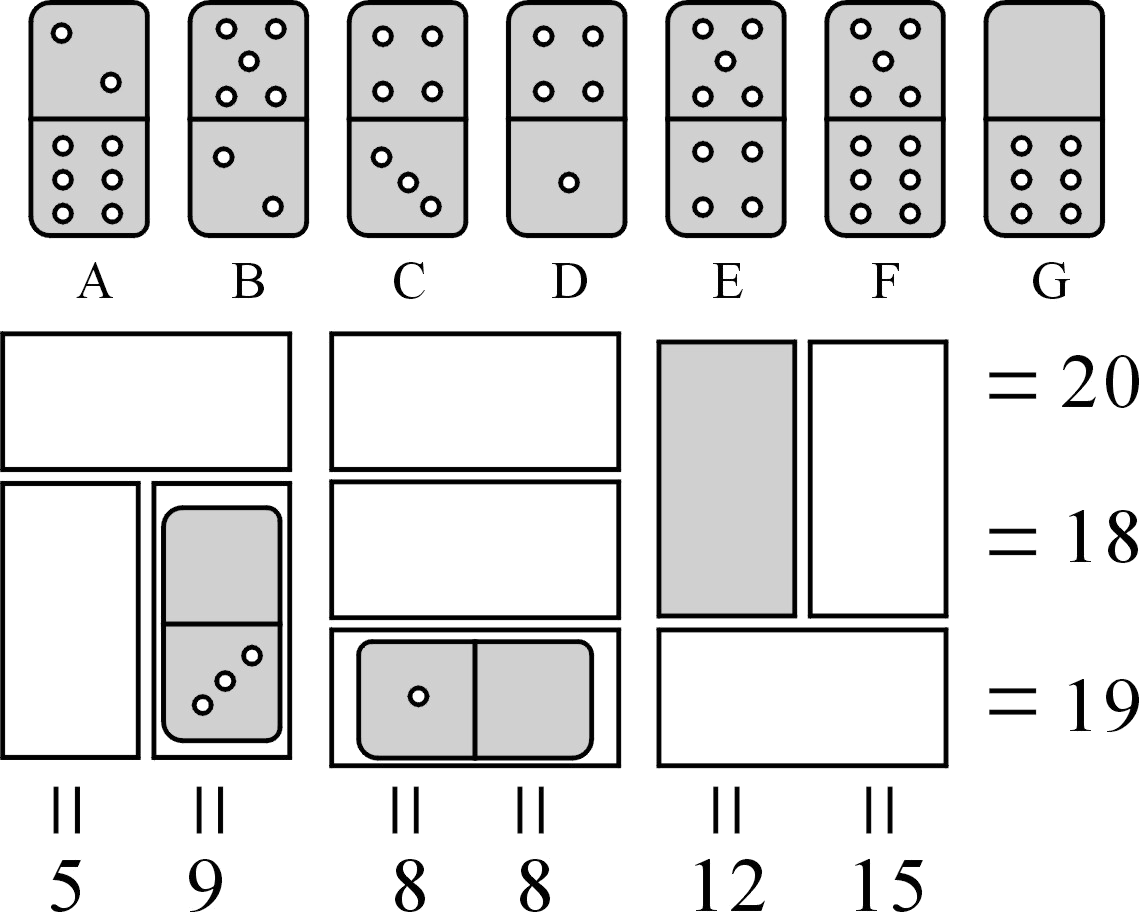 A B C D E F G
= 20
= 18
= 19
= = = = = =
5 9 8 8 12 15